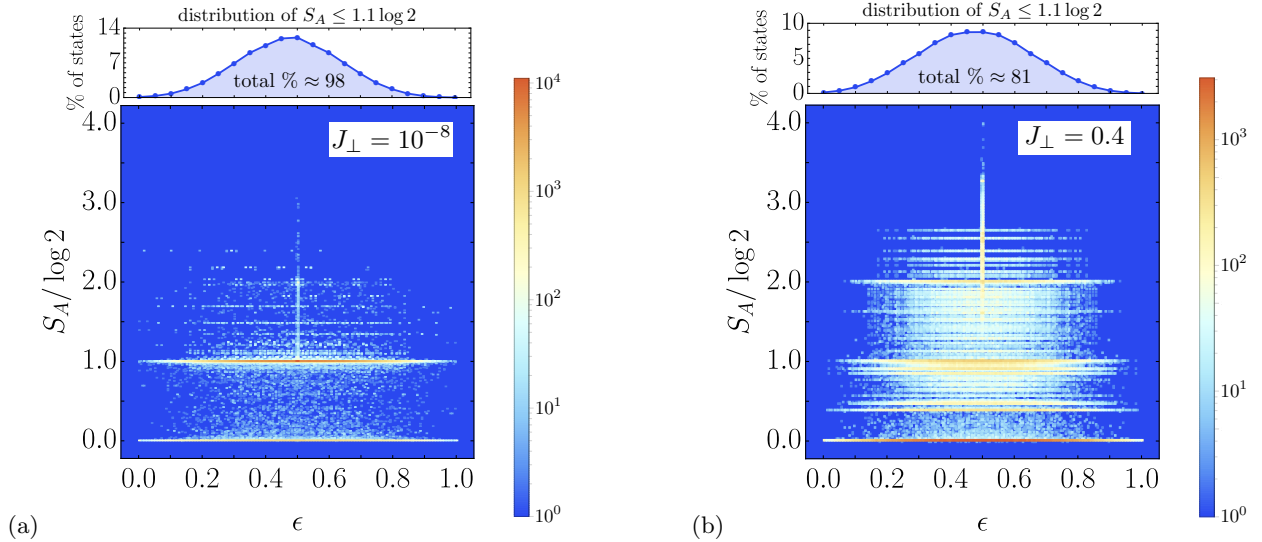 distribution of S_A ≤ 1.1 log 2
% of states
14
7
0
total % ≈ 98
J_⊥ = 10^{-8}
S_A / log 2
4.0
3.0
2.0
1.0
0.0
0.0 0.2 0.4 0.6 0.8 1.0
ϵ
10^4
10^3
10^2
10^1
10^0
(a)
distribution of S_A ≤ 1.1 log 2
% of states
10
5
0
total % ≈ 81
J_⊥ = 0.4
S_A / log 2
4.0
3.0
2.0
1.0
0.0
0.0 0.2 0.4 0.6 0.8 1.0
ϵ
10^3
10^2
10^1
10^0
(b)